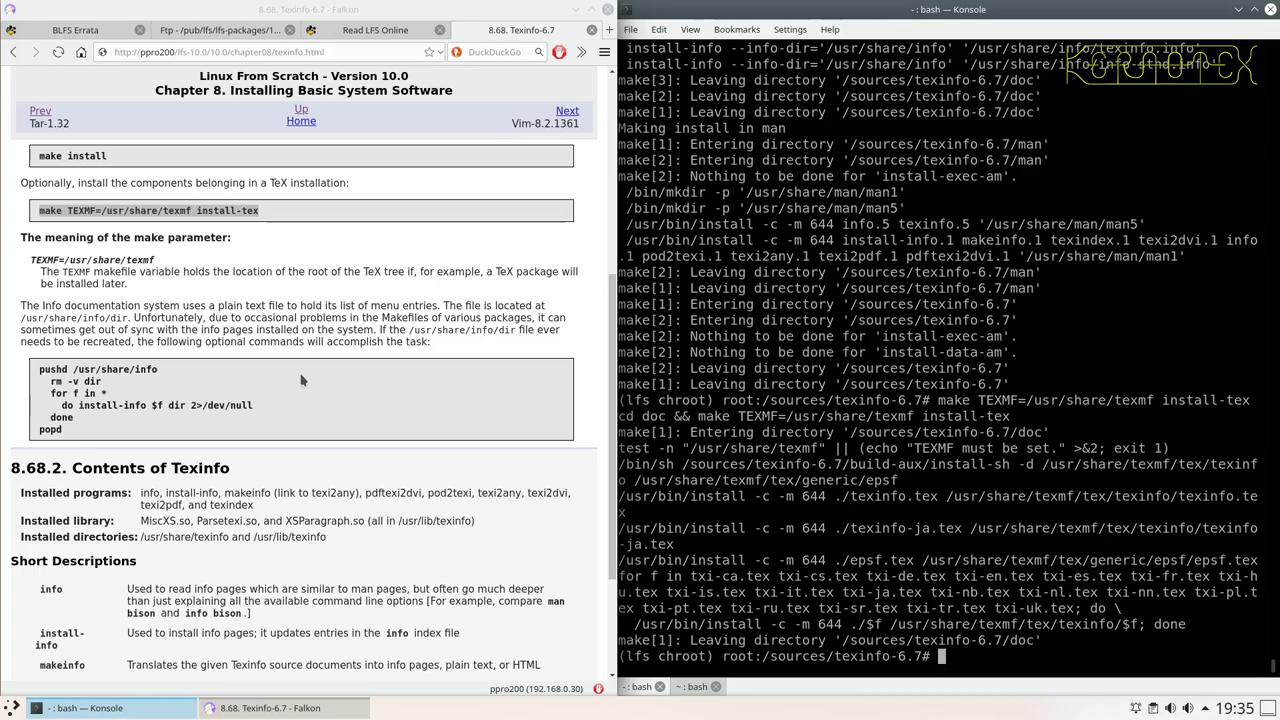 8.68. Texinfo-6.7 - Falkon
BLFS Errata
Ftp - /pub/lfs/lfs-packages/1...
Read LFS Online
8.68. Texinfo-6.7
http://ppro200/lfs-10.0/10.0/chapter08/texinfo.html
DuckDuckGo
Linux From Scratch - Version 10.0
Chapter 8. Installing Basic System Software
Prev
Up
Next
Tar-1.32
Home
Vim-8.2.1361
make install
Optionally, install the components belonging in a TeX installation:
make TEXMF=/usr/share/texmf install-tex
The meaning of the make parameter:
TEXMF=/usr/share/texmf
The TEXMF makefile variable holds the location of the root of the TeX tree if, for example, a TeX package will
be installed later.
The Info documentation system uses a plain text file to hold its list of menu entries. The file is located at
/usr/share/info/dir. Unfortunately, due to occasional problems in the Makefiles of various packages, it can
sometimes get out of sync with the info pages installed on the system. If the /usr/share/info/dir file ever
needs to be recreated, the following optional commands will accomplish the task:
pushd /usr/share/info
rm -v dir
for f in *
do install-info $f dir 2>/dev/null
done
popd
8.68.2. Contents of Texinfo
Installed programs: info, install-info, makeinfo (link to texi2any), pdftexi2dvi, pod2texi, texi2any, texi2dvi,
texi2pdf, and texindex
Installed library: MiscXS.so, Parsetexi.so, and XSParagraph.so (all in /usr/lib/texinfo)
Installed directories: /usr/share/texinfo and /usr/lib/texinfo
Short Descriptions
info Used to read info pages which are similar to man pages, but often go much deeper
than just explaining all the available command line options [For example, compare man
bison and info bison.]
install-
info
Used to install info pages; it updates entries in the info index file
makeinfo Translates the given Texinfo source documents into info pages, plain text, or HTML
ppro200 (192.168.0.30)
- : bash — Konsole
File Edit View Bookmarks Settings Help
install-info --info-dir='/usr/share/info' '/usr/share/info/texinfo.info'
install-info --info-dir='/usr/share/info' '/usr/share/info/info-stnd.info'
make[3]: Leaving directory '/sources/texinfo-6.7/doc'
make[2]: Leaving directory '/sources/texinfo-6.7/doc'
make[1]: Leaving directory '/sources/texinfo-6.7/doc'
Making install in man
make[1]: Entering directory '/sources/texinfo-6.7/man'
make[2]: Entering directory '/sources/texinfo-6.7/man'
make[2]: Nothing to be done for 'install-exec-am'.
/bin/mkdir -p '/usr/share/man/man1'
/bin/mkdir -p '/usr/share/man/man5'
/usr/bin/install -c -m 644 info.5 texinfo.5 '/usr/share/man/man5'
/usr/bin/install -c -m 644 install-info.1 makeinfo.1 texindex.1 texi2dvi.1 info
.1 pod2texi.1 texi2any.1 texi2pdf.1 pdftexi2dvi.1 '/usr/share/man/man1'
make[2]: Leaving directory '/sources/texinfo-6.7/man'
make[1]: Leaving directory '/sources/texinfo-6.7/man'
make[1]: Entering directory '/sources/texinfo-6.7'
make[2]: Entering directory '/sources/texinfo-6.7'
make[2]: Nothing to be done for 'install-exec-am'.
make[2]: Nothing to be done for 'install-data-am'.
make[2]: Leaving directory '/sources/texinfo-6.7'
make[1]: Leaving directory '/sources/texinfo-6.7'
(lfs chroot) root:/sources/texinfo-6.7# make TEXMF=/usr/share/texmf install-tex
cd doc && make TEXMF=/usr/share/texmf install-tex
make[1]: Entering directory '/sources/texinfo-6.7/doc'
test -n "/usr/share/texmf" || (echo "TEXMF must be set." >&2; exit 1)
/bin/sh /sources/texinfo-6.7/build-aux/install-sh -d /usr/share/texmf/tex/texinf
o /usr/share/texmf/tex/generic/epsf
/usr/bin/install -c -m 644 ./texinfo.tex /usr/share/texmf/tex/texinfo/texinfo.te
x
/usr/bin/install -c -m 644 ./texinfo-ja.tex /usr/share/texmf/tex/texinfo/texinfo
-ja.tex
/usr/bin/install -c -m 644 ./epsf.tex /usr/share/texmf/tex/generic/epsf/epsf.tex
for f in txi-ca.tex txi-cs.tex txi-de.tex txi-en.tex txi-es.tex txi-fr.tex txi-h
u.tex txi-is.tex txi-it.tex txi-ja.tex txi-nb.tex txi-nl.tex txi-nn.tex txi-pl.t
ex txi-pt.tex txi-ru.tex txi-sr.tex txi-tr.tex txi-uk.tex; do \
/usr/bin/install -c -m 644 ./$f /usr/share/texmf/tex/texinfo/$f; done
make[1]: Leaving directory '/sources/texinfo-6.7/doc'
(lfs chroot) root:/sources/texinfo-6.7#
- : bash
~ : bash
- : bash — Konsole
8.68. Texinfo-6.7 - Falkon
19:35